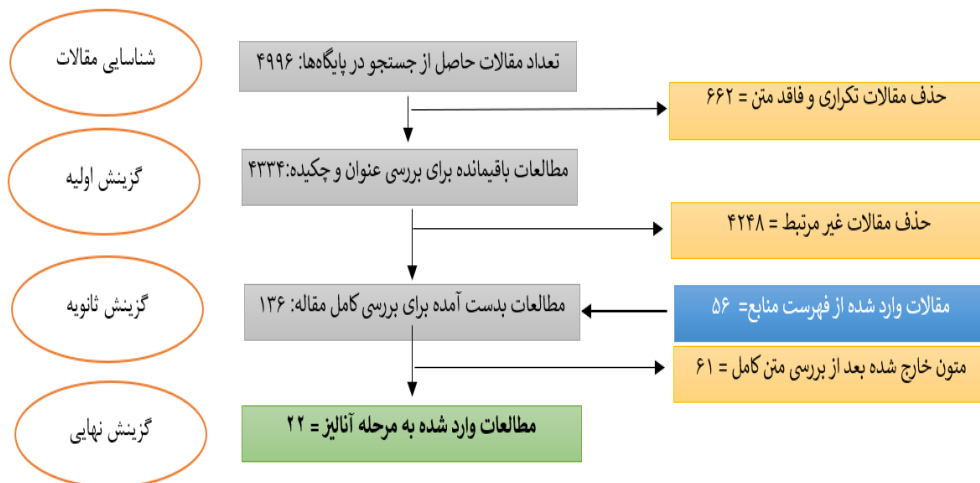 شناسایی مقالات
تعداد مقالات حاصل از جستجو در پایگاه‌ها: ۴۹۹۶
حذف مقالات تکراری و فاقد متن = ۶۶۲
گزینش اولیه
مطالعات باقیمانده برای بررسی عنوان و چکیده:۴۳۳۴
حذف مقالات غیر مرتبط = ۴۲۴۸
گزینش ثانویه
مطالعات بدست آمده برای بررسی کامل مقاله: ۱۳۶
مقالات وارد شده از فهرست منابع= ۵۶
متون خارج شده بعد از بررسی متن کامل = ۶۱
گزینش نهایی
مطالعات وارد شده به مرحله آنالیز = ۲۲